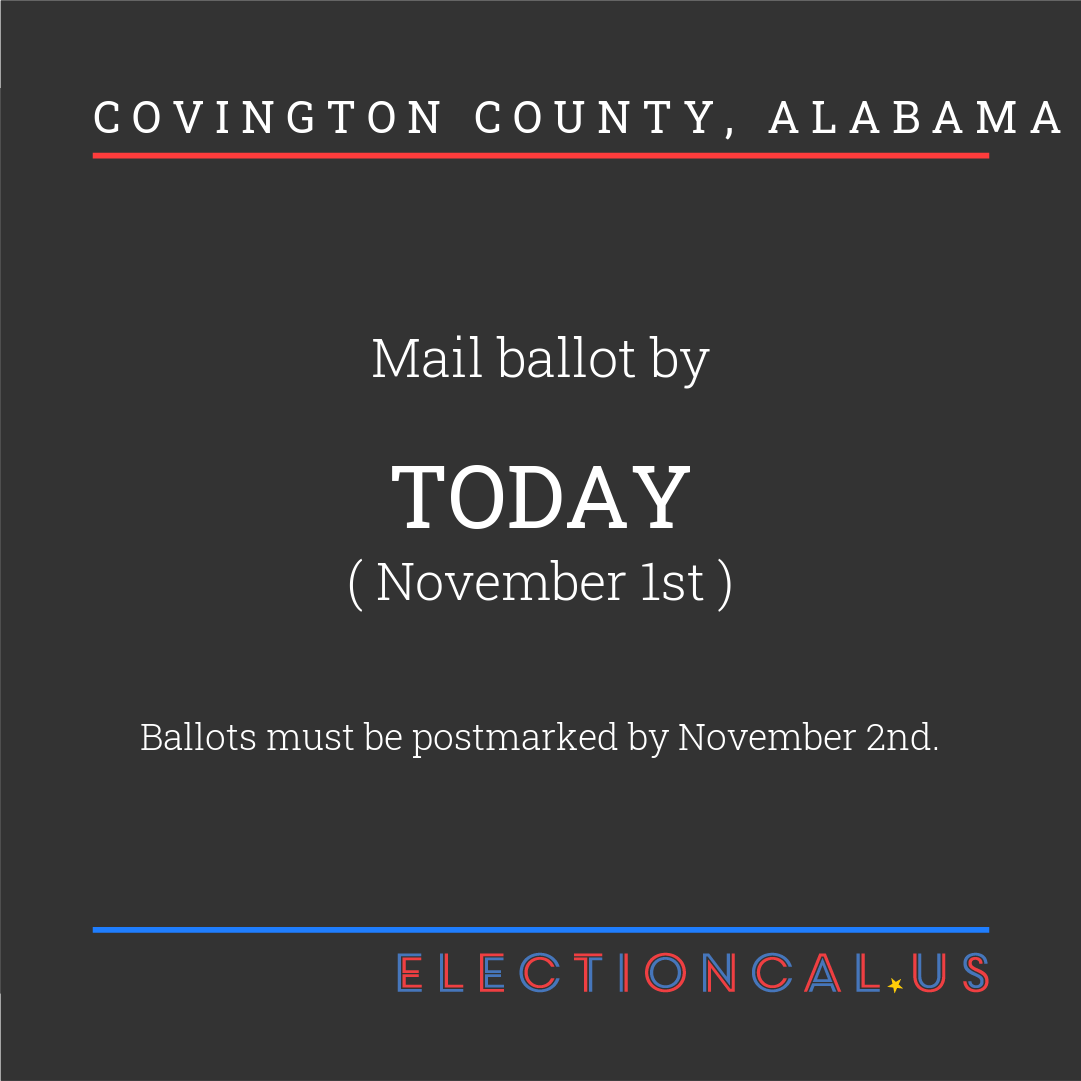 COVINGTON COUNTY, ALABAMA
Mail ballot by
TODAY
( November 1st )
Ballots must be postmarked by November 2nd.
ELECTIONCAL.US